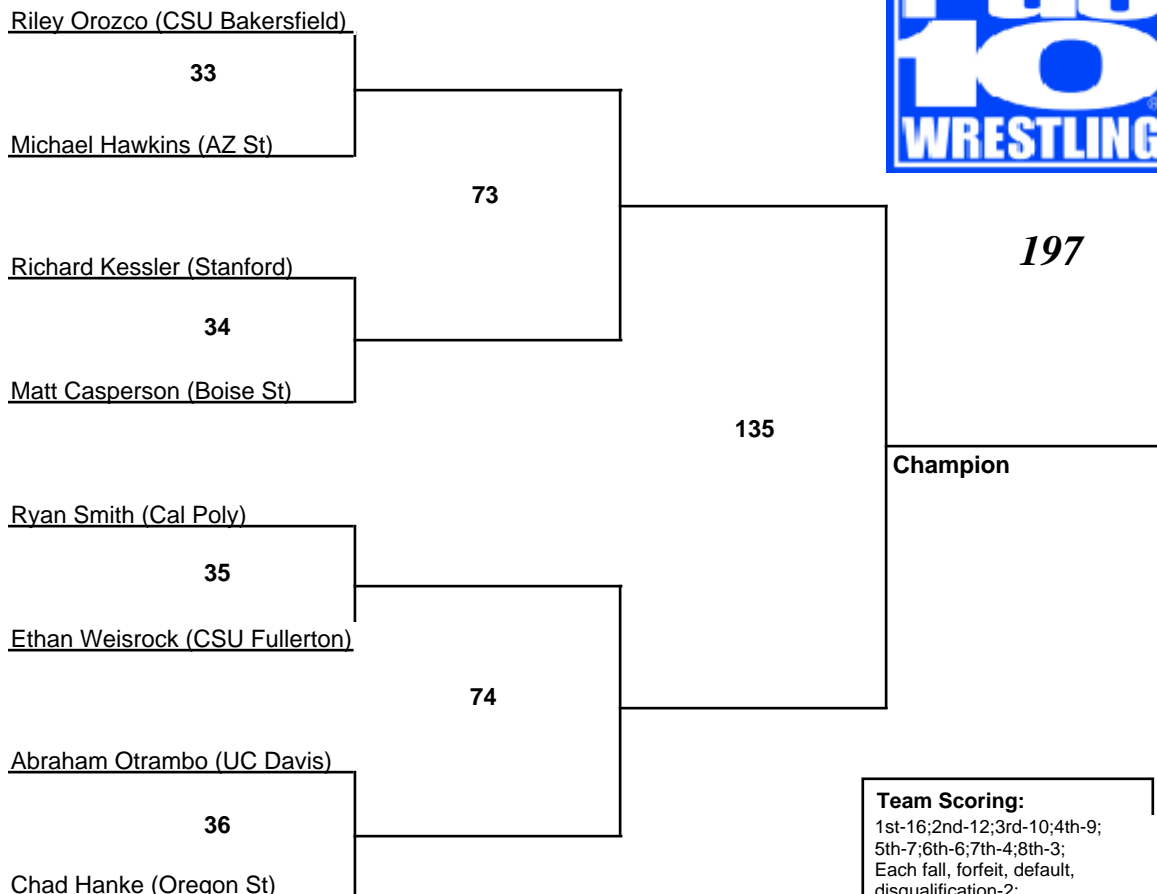 Riley Orozco (CSU Bakersfield)
33
Michael Hawkins (AZ St)
73
Richard Kessler (Stanford)
34
Matt Casperson (Boise St)
135
Champion
Ryan Smith (Cal Poly)
35
Ethan Weisrock (CSU Fullerton)
74
Abraham Otrambo (UC Davis)
36
Chad Hanke (Oregon St)
10
WRESTLING
197
Team Scoring:
1st-16;2nd-12;3rd-10;4th-9;
5th-7;6th-6;7th-4;8th-3;
Each fall, forfeit, default,
disqualification-2;